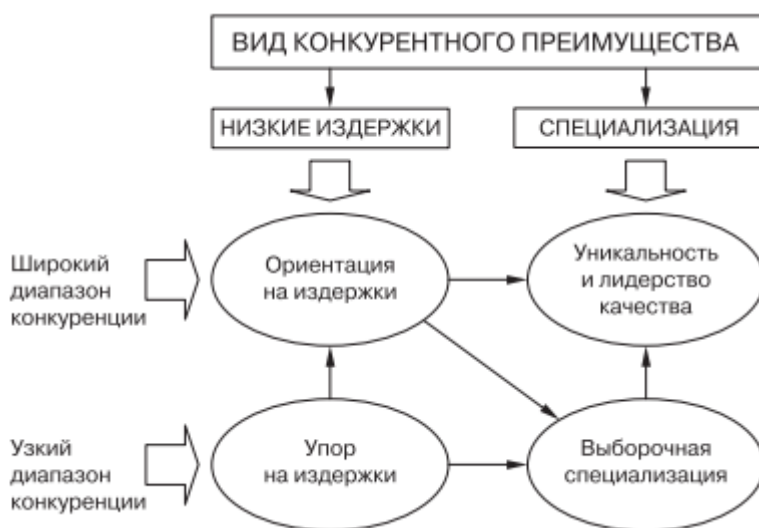 ВИД КОНКУРЕНТНОГО ПРЕИМУЩЕСТВА
НИЗКИЕ ИЗДЕРЖКИ
СПЕЦИАЛИЗАЦИЯ
Широкий
диапазон
конкуренции
Ориентация
на издержки
Уникальность
и лидерство
качества
Узкий
диапазон
конкуренции
Упор
на издержки
Выборочная
специализация